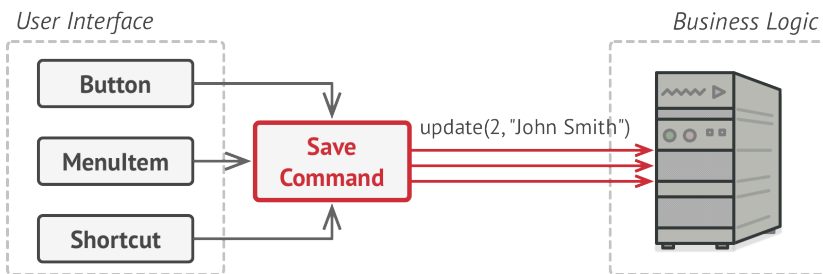 User Interface
Business Logic
Button
MenuItem
Shortcut
Save
Command
update(2, "John Smith")